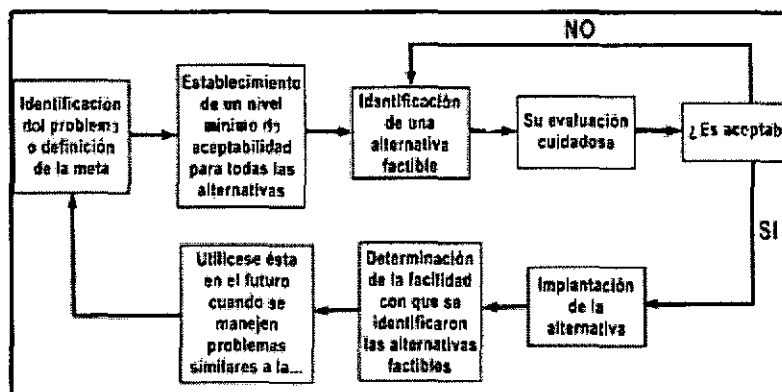 NO
Identificación
dol problema
o definición
de la meta
Establecimiento
de un nivel
mínimo de
aceptabilidad
para todas las
alternativas
Identificación
de una
alternativa
factible
Su evaluación
cuidadosa
¿Es aceptab
SI
Utilícese ésta
en el futuro
cuando se
manejen
problemas
similares a la...
Determinación
de la facilidad
con que se
identificaron
las alternativas
factibles
Implantación
de la
alternativa